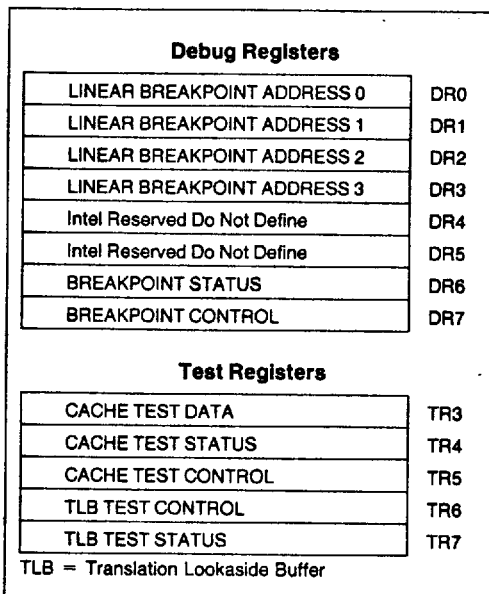 Debug Registers
LINEAR BREAKPOINT ADDRESS 0 DR0
LINEAR BREAKPOINT ADDRESS 1 DR1
LINEAR BREAKPOINT ADDRESS 2 DR2
LINEAR BREAKPOINT ADDRESS 3 DR3
Intel Reserved Do Not Define DR4
Intel Reserved Do Not Define DR5
BREAKPOINT STATUS DR6
BREAKPOINT CONTROL DR7
Test Registers
CACHE TEST DATA TR3
CACHE TEST STATUS TR4
CACHE TEST CONTROL TR5
TLB TEST CONTROL TR6
TLB TEST STATUS TR7
TLB = Translation Lookaside Buffer